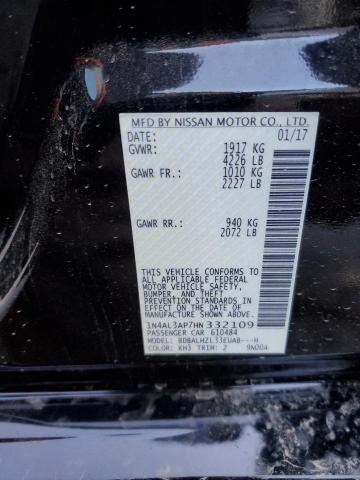 MFD BY NISSAN MOTOR CO., LTD.
DATE: 01/17
GVWR: 1917 KG
4226 LB
GAWR FR.: 1010 KG
2227 LB
GAWR RR.: 940 KG
2072 LB
THIS VEHICLE CONFORMS TO
ALL APPLICABLE FEDERAL
MOTOR VEHICLE SAFETY,
BUMPER, AND THEFT
PREVENTION STANDARDS IN
EFFECT ON THE DATE OF
MANUFACTURE SHOWN ABOVE.
1N4AL3AP7HN332109
PASSENGER CAR 610484
MODEL: BDBALHZL33EUA8---H
COLOR: KH3 TRIM: Z 9N004